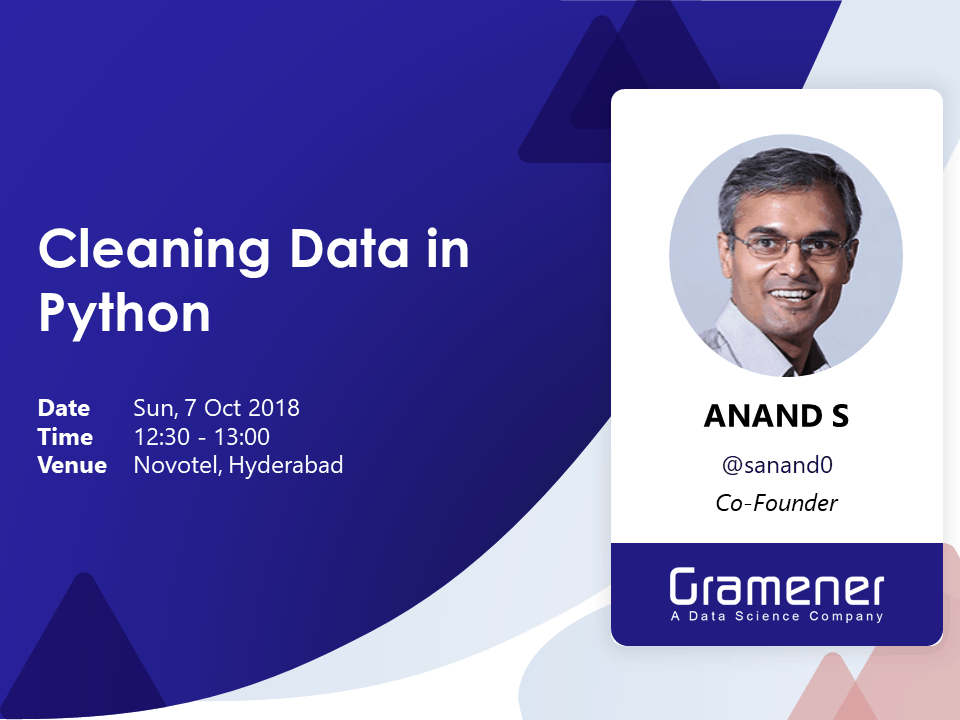 Cleaning Data in
Python
Date Sun, 7 Oct 2018
Time 12:30 - 13:00
Venue Novotel, Hyderabad
ANAND S
@sanand0
Co-Founder
Gramener
A Data Science Company